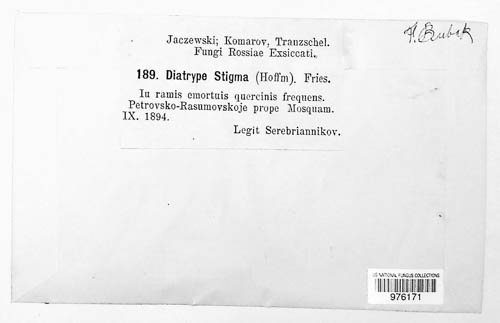 Jaczewski; Komarov, Tranzschel.
Fungi Rossiae Exsiccati.
189. Diatrype Stigma (Hoffm). Fries.
Iu ramis emortuis quercinis frequens.
Petrovsko-Rasumovskoje prope Mosquam.
IX. 1894.
Legit Serebriannikov.
US NATIONAL FUNGUS COLLECTIONS
976171